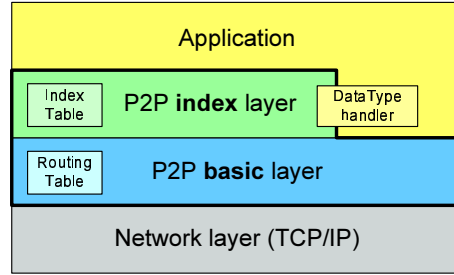 Application
Index
Table
P2P index layer
DataType
handler
Routing
Table
P2P basic layer
Network layer (TCP/IP)